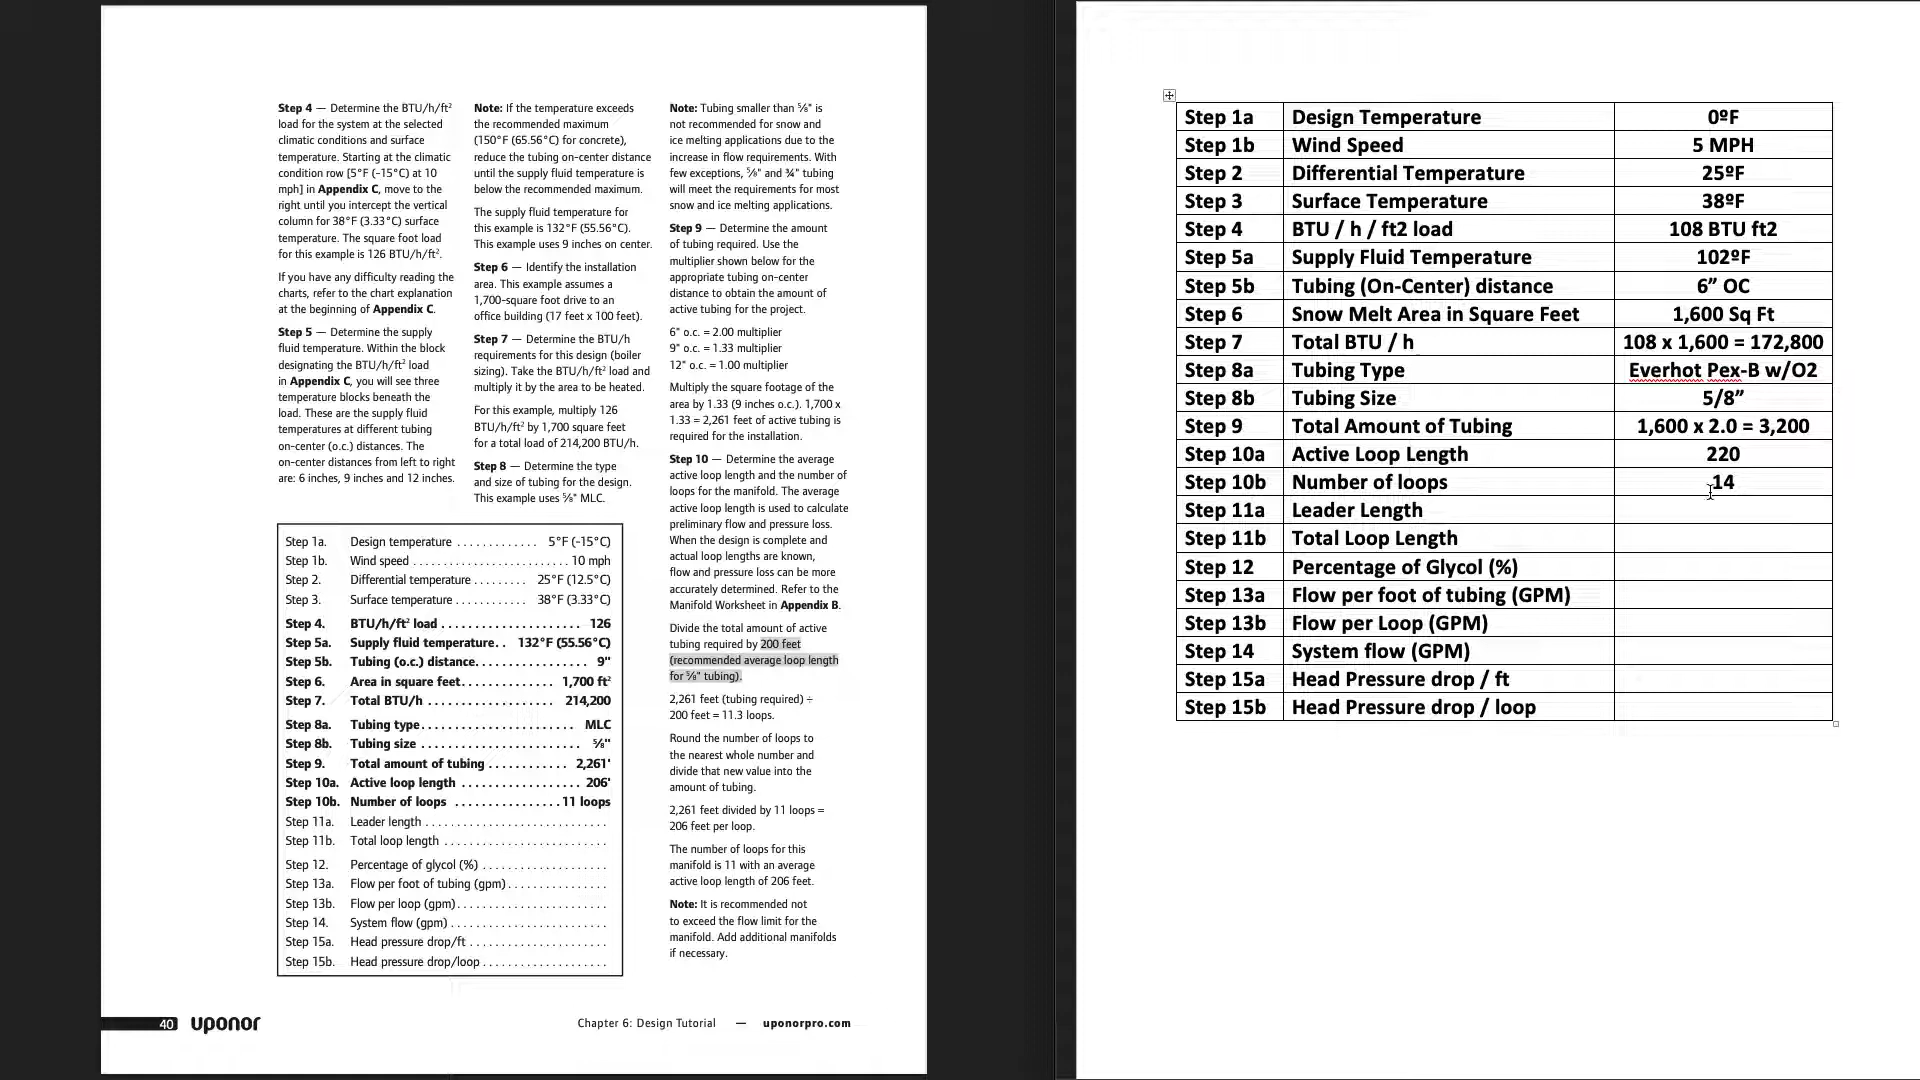 Step 4 — Determine the BTU/h/ft²
load for the system at the selected
climatic conditions and surface
temperature. Starting at the climatic
condition row [5°F (-15°C) at 10
mph] in Appendix C, move to the
right until you intercept the vertical
column for 38°F (3.33°C) surface
temperature. The square foot load
for this example is 126 BTU/h/ft².
If you have any difficulty reading the
charts, refer to the chart explanation
at the beginning of Appendix C.
Step 5 — Determine the supply
fluid temperature. Within the block
designating the BTU/h/ft² load
in Appendix C, you will see three
temperature blocks beneath the
load. These are the supply fluid
temperatures at different tubing
on-center (o.c.) distances. The
on-center distances from left to right
are: 6 inches, 9 inches and 12 inches.
Note: If the temperature exceeds
the recommended maximum
(150°F (65.56°C) for concrete),
reduce the tubing on-center distance
until the supply fluid temperature is
below the recommended maximum.
The supply fluid temperature for
this example is 132°F (55.56°C).
This example uses 9 inches on center.
Step 6 — Identify the installation
area. This example assumes a
1,700-square foot drive to an
office building (17 feet x 100 feet).
Step 7 — Determine the BTU/h
requirements for this design (boiler
sizing). Take the BTU/h/ft² load and
multiply it by the area to be heated.
For this example, multiply 126
BTU/h/ft² by 1,700 square feet
for a total load of 214,200 BTU/h.
Step 8 — Determine the type
and size of tubing for the design.
This example uses ⅝" MLC.
Note: Tubing smaller than ⅝" is
not recommended for snow and
ice melting applications due to the
increase in flow requirements. With
few exceptions, ⅝" and ¾" tubing
will meet the requirements for most
snow and ice melting applications.
Step 9 — Determine the amount
of tubing required. Use the
multiplier shown below for the
appropriate tubing on-center
distance to obtain the amount of
active tubing for the project.
6" o.c. = 2.00 multiplier
9" o.c. = 1.33 multiplier
12" o.c. = 1.00 multiplier
Multiply the square footage of the
area by 1.33 (9 inches o.c.). 1,700 x
1.33 = 2,261 feet of active tubing is
required for the installation.
Step 10 — Determine the average
active loop length and the number of
loops for the manifold. The average
active loop length is used to calculate
preliminary flow and pressure loss.
When the design is complete and
actual loop lengths are known,
flow and pressure loss can be more
accurately determined. Refer to the
Manifold Worksheet in Appendix B.
Divide the total amount of active
tubing required by 200 feet
(recommended average loop length
for ⅝" tubing).
2,261 feet (tubing required) ÷
200 feet = 11.3 loops.
Round the number of loops to
the nearest whole number and
divide that new value into the
amount of tubing.
2,261 feet divided by 11 loops =
206 feet per loop.
The number of loops for this
manifold is 11 with an average
active loop length of 206 feet.
Note: It is recommended not
to exceed the flow limit for the
manifold. Add additional manifolds
if necessary.
Step 1a. Design temperature . . . . . . . . . . . . . 5°F (-15°C)
Step 1b. Wind speed . . . . . . . . . . . . . . . . . . . . . . . . . 10 mph
Step 2. Differential temperature . . . . . . . . . 25°F (12.5°C)
Step 3. Surface temperature . . . . . . . . . . . . 38°F (3.33°C)
Step 4. BTU/h/ft² load . . . . . . . . . . . . . . . . . . . . . . 126
Step 5a. Supply fluid temperature. . 132°F (55.56°C)
Step 5b. Tubing (o.c.) distance. . . . . . . . . . . . . . . . . 9"
Step 6. Area in square feet. . . . . . . . . . . . . . 1,700 ft²
Step 7. Total BTU/h . . . . . . . . . . . . . . . . . . . 214,200
Step 8a. Tubing type. . . . . . . . . . . . . . . . . . . . . . . . MLC
Step 8b. Tubing size . . . . . . . . . . . . . . . . . . . . . . . . . ⅝"
Step 9. Total amount of tubing . . . . . . . . . . . . 2,261'
Step 10a. Active loop length . . . . . . . . . . . . . . . . . . 206'
Step 10b. Number of loops . . . . . . . . . . . . . . . . 11 loops
Step 11a. Leader length . . . . . . . . . . . . . . . . . . . . . . . . . . . .
Step 11b. Total loop length . . . . . . . . . . . . . . . . . . . . . . . . . .
Step 12. Percentage of glycol (%) . . . . . . . . . . . . . . . . . . . .
Step 13a. Flow per foot of tubing (gpm) . . . . . . . . . . . . . . . .
Step 13b. Flow per loop (gpm). . . . . . . . . . . . . . . . . . . . . . . .
Step 14. System flow (gpm) . . . . . . . . . . . . . . . . . . . . . . . . .
Step 15a. Head pressure drop/ft . . . . . . . . . . . . . . . . . . . . . .
Step 15b. Head pressure drop/loop . . . . . . . . . . . . . . . . . . . .
40 uponor Chapter 6: Design Tutorial — uponorpro.com
Step 1a Design Temperature 0ºF
Step 1b Wind Speed 5 MPH
Step 2 Differential Temperature 25ºF
Step 3 Surface Temperature 38ºF
Step 4 BTU / h / ft2 load 108 BTU ft2
Step 5a Supply Fluid Temperature 102ºF
Step 5b Tubing (On-Center) distance 6” OC
Step 6 Snow Melt Area in Square Feet 1,600 Sq Ft
Step 7 Total BTU / h 108 x 1,600 = 172,800
Step 8a Tubing Type Everhot Pex-B w/O2
Step 8b Tubing Size 5/8”
Step 9 Total Amount of Tubing 1,600 x 2.0 = 3,200
Step 10a Active Loop Length 220
Step 10b Number of loops 14
Step 11a Leader Length
Step 11b Total Loop Length
Step 12 Percentage of Glycol (%)
Step 13a Flow per foot of tubing (GPM)
Step 13b Flow per Loop (GPM)
Step 14 System flow (GPM)
Step 15a Head Pressure drop / ft
Step 15b Head Pressure drop / loop